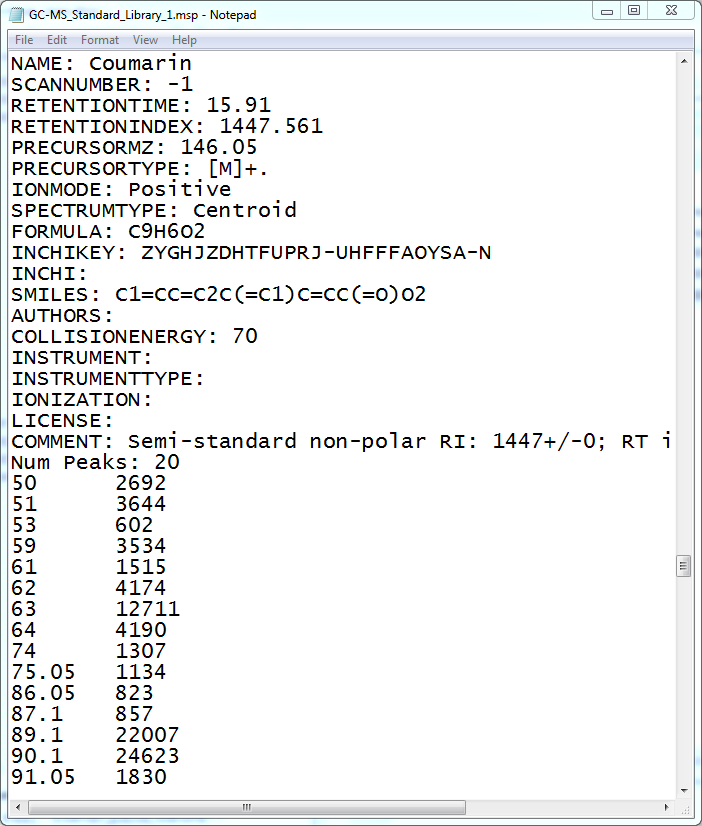 GC-MS_Standard_Library_1.msp - Notepad
File Edit Format View Help
NAME: Coumarin
SCANNUMBER: -1
RETENTIONTIME: 15.91
RETENTIONINDEX: 1447.561
PRECURSORMZ: 146.05
PRECURSORTYPE: [M]+.
IONMODE: Positive
SPECTRUMTYPE: Centroid
FORMULA: C9H6O2
INCHIKEY: ZYGHJZDHTFUPRJ-UHFFFAOYSA-N
INCHI:
SMILES: C1=CC=C2C(=C1)C=CC(=O)O2
AUTHORS:
COLLISIONENERGY: 70
INSTRUMENT:
INSTRUMENTTYPE:
IONIZATION:
LICENSE:
COMMENT: Semi-standard non-polar RI: 1447+/-0; RT i
Num Peaks: 20
50 2692
51 3644
53 602
59 3534
61 1515
62 4174
63 12711
64 4190
74 1307
75.05 1134
86.05 823
87.1 857
89.1 22007
90.1 24623
91.05 1830